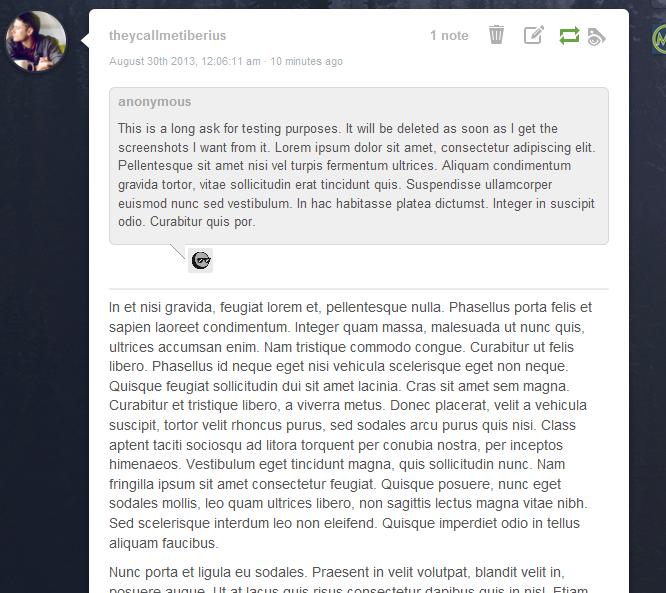 theycallmetiberius
1 note
August 30th 2013, 12:06:11 am · 10 minutes ago
anonymous
This is a long ask for testing purposes. It will be deleted as soon as I get the
screenshots I want from it. Lorem ipsum dolor sit amet, consectetur adipiscing elit.
Pellentesque sit amet nisi vel turpis fermentum ultrices. Aliquam condimentum
gravida tortor, vitae sollicitudin erat tincidunt quis. Suspendisse ullamcorper
euismod nunc sed vestibulum. In hac habitasse platea dictumst. Integer in suscipit
odio. Curabitur quis por.
In et nisi gravida, feugiat lorem et, pellentesque nulla. Phasellus porta felis et
sapien laoreet condimentum. Integer quam massa, malesuada ut nunc quis,
ultrices accumsan enim. Nam tristique commodo congue. Curabitur ut felis
libero. Phasellus id neque eget nisi vehicula scelerisque eget non neque.
Quisque feugiat sollicitudin dui sit amet lacinia. Cras sit amet sem magna.
Curabitur et tristique libero, a viverra metus. Donec placerat, velit a vehicula
suscipit, tortor velit rhoncus purus, sed sodales arcu purus quis nisi. Class
aptent taciti sociosqu ad litora torquent per conubia nostra, per inceptos
himenaeos. Vestibulum eget tincidunt magna, quis sollicitudin nunc. Nam
fringilla ipsum sit amet consectetur feugiat. Quisque posuere, nunc eget
sodales mollis, leo quam ultrices libero, non sagittis lectus magna vitae nibh.
Sed scelerisque interdum leo non eleifend. Quisque imperdiet odio in tellus
aliquam faucibus.
Nunc porta et ligula eu sodales. Praesent in velit volutpat, blandit velit in,
posuere augue. Ut at lacus quis risus consectetur dapibus quis in nisl. Etiam